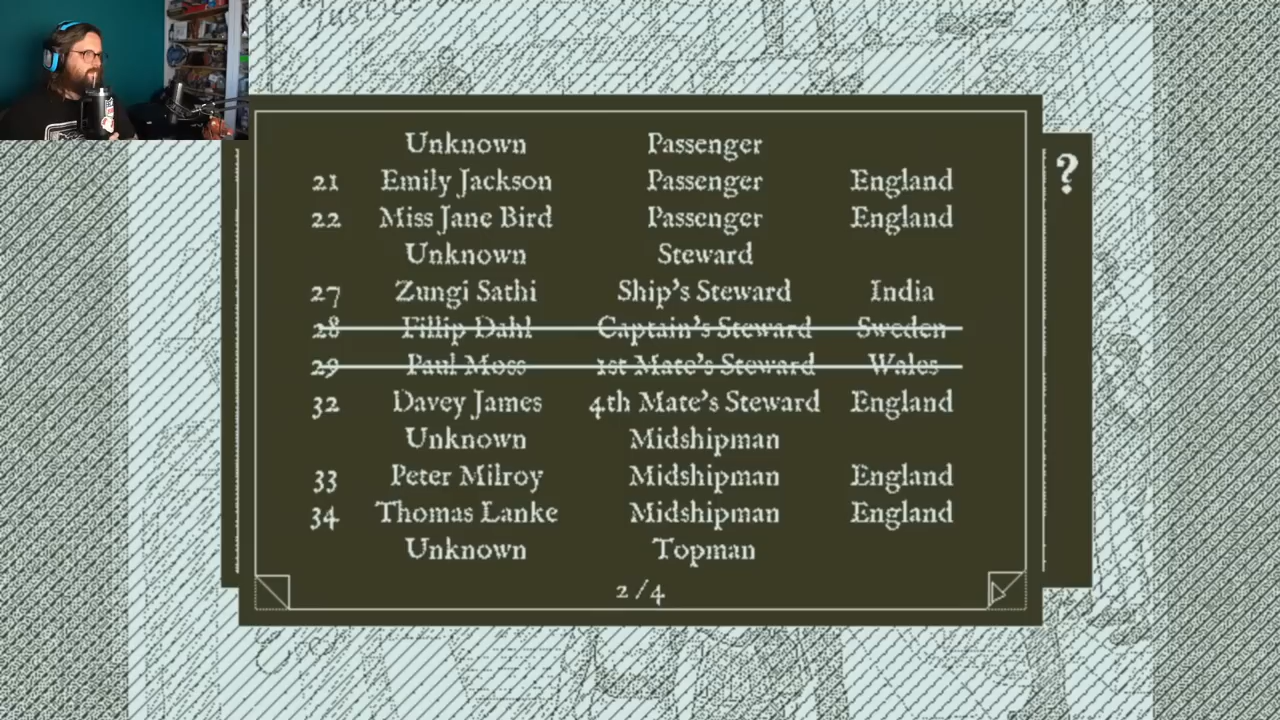 "Justice
Unknown Passenger
21 Emily Jackson Passenger England
22 Miss Jane Bird Passenger England
Unknown Steward
27 Zungi Sathi Ship's Steward India
28 Fillip Dahl Captain's Steward Sweden
29 Paul Moss 1st Mate's Steward Wales
32 Davey James 4th Mate's Steward England
Unknown Midshipman
33 Peter Milroy Midshipman England
34 Thomas Lanke Midshipman England
Unknown Topman
2/4
?